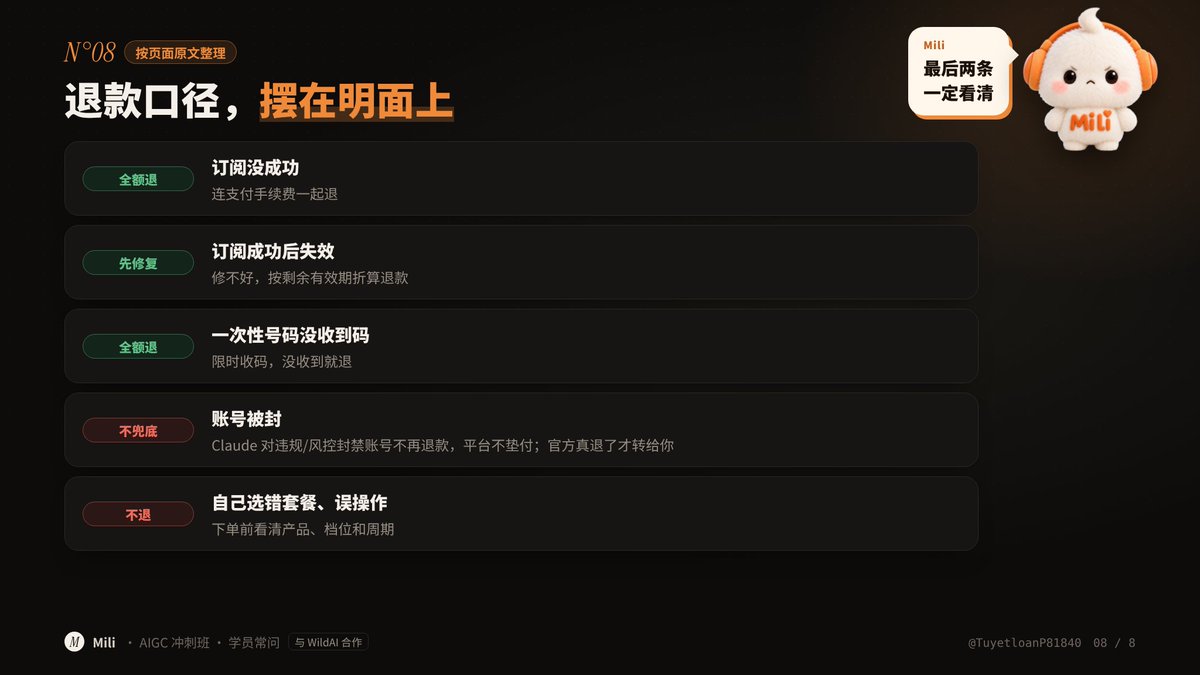 N°08 按页面原文整理
退款口径，摆在明面上
Mili
最后两条
一定看清
MiLi
全额退
订阅没成功
连支付手续费一起退
先修复
订阅成功后失效
修不好，按剩余有效期折算退款
全额退
一次性号码没收到码
限时收码，没收到就退
不兜底
账号被封
Claude 对违规/风控封禁账号不再退款，平台不垫付；官方真退了才转给你
不退
自己选错套餐、误操作
下单前看清产品、档位和周期
M Mili · AIGC 冲刺班 · 学员常问 与 WildAI 合作
@TuyetloanP81840 08 / 8